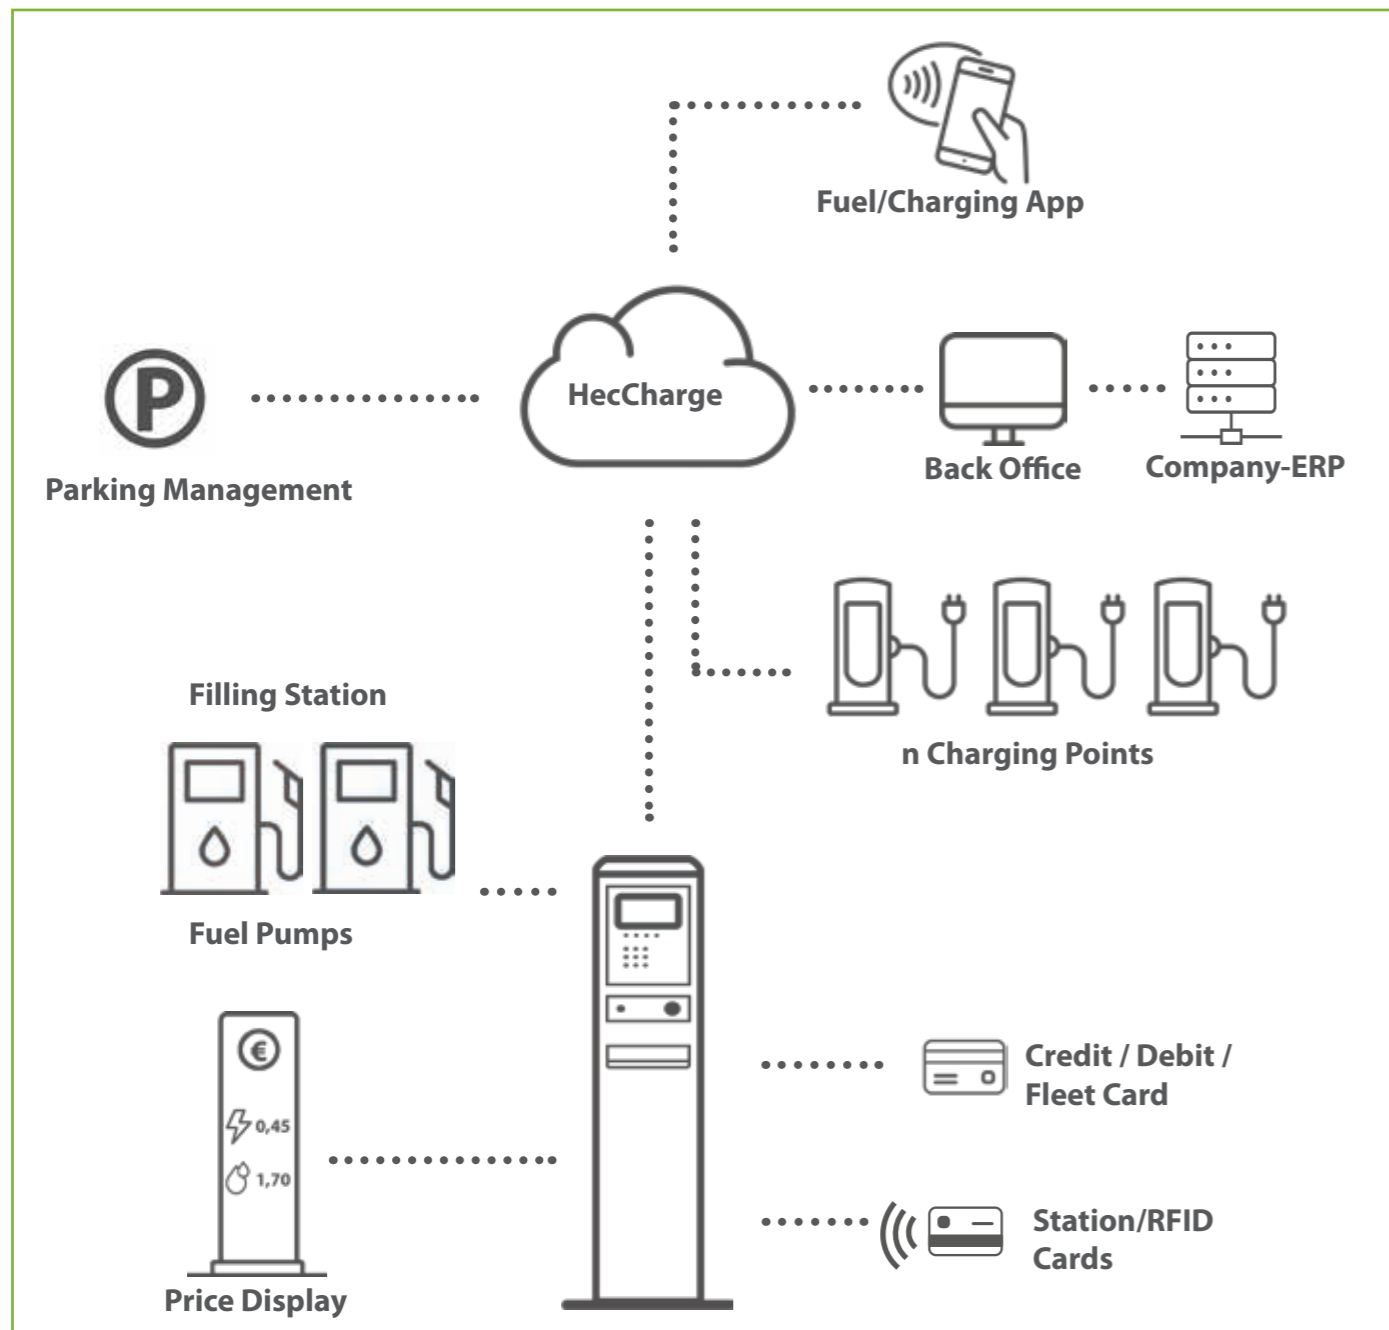 Fuel/Charging App
HecCharge
P
Parking Management
Back Office
Company-ERP
n Charging Points
Filling Station
Fuel Pumps
€
0,45
1,70
Price Display
Credit / Debit /
Fleet Card
Station/RFID
Cards